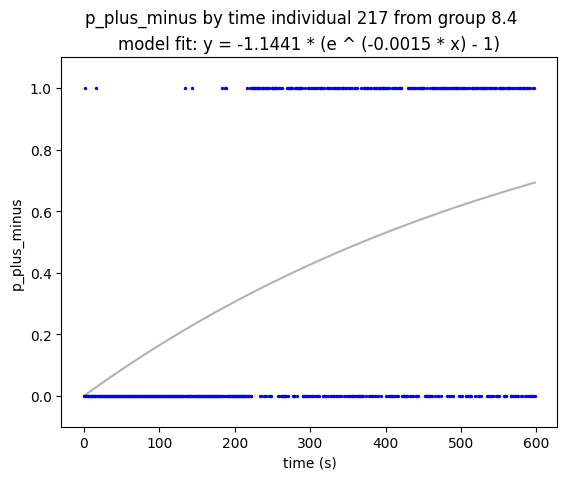 p_plus_minus by time individual 217 from group 8.4
model fit: y = -1.1441 * (e ^ (-0.0015 * x) - 1)
1.0
0.8
0.6
0.4
0.2
0.0
p_plus_minus
0 100 200 300 400 500 600
time (s)